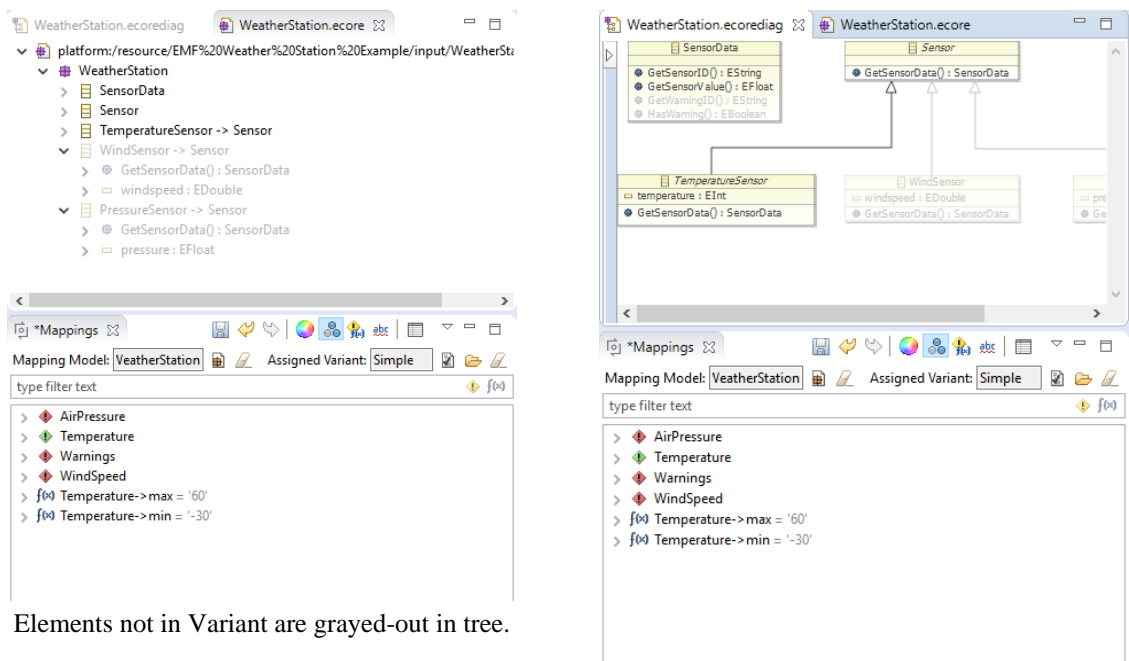 WeatherStation.ecorediag
WeatherStation.ecore
platform:/resource/EMF%20Weather%20Station%20Example/input/WeatherSta
WeatherStation
SensorData
Sensor
TemperatureSensor -> Sensor
WindSensor -> Sensor
GetSensorData() : SensorData
windspeed : EDouble
PressureSensor -> Sensor
GetSensorData() : SensorData
pressure : EFloat
*Mappings
Mapping Model: VeatherStation Assigned Variant: Simple
type filter text
AirPressure
Temperature
Warnings
WindSpeed
f(x) Temperature->max = '60'
f(x) Temperature->min = '-30'
Elements not in Variant are grayed-out in tree.
WeatherStation.ecorediag
WeatherStation.ecore
SensorData
GetSensorID() : EString
GetSensorValue() : EFloat
GetWarningID() : EString
HasWarning() : EBoolean
Sensor
GetSensorData() : SensorData
TemperatureSensor
temperature : EInt
GetSensorData() : SensorData
WindSensor
windspeed : EDouble
GetSensorData() : SensorData
pre
Ge
*Mappings
Mapping Model: VeatherStation Assigned Variant: Simple
type filter text
AirPressure
Temperature
Warnings
WindSpeed
f(x) Temperature->max = '60'
f(x) Temperature->min = '-30'